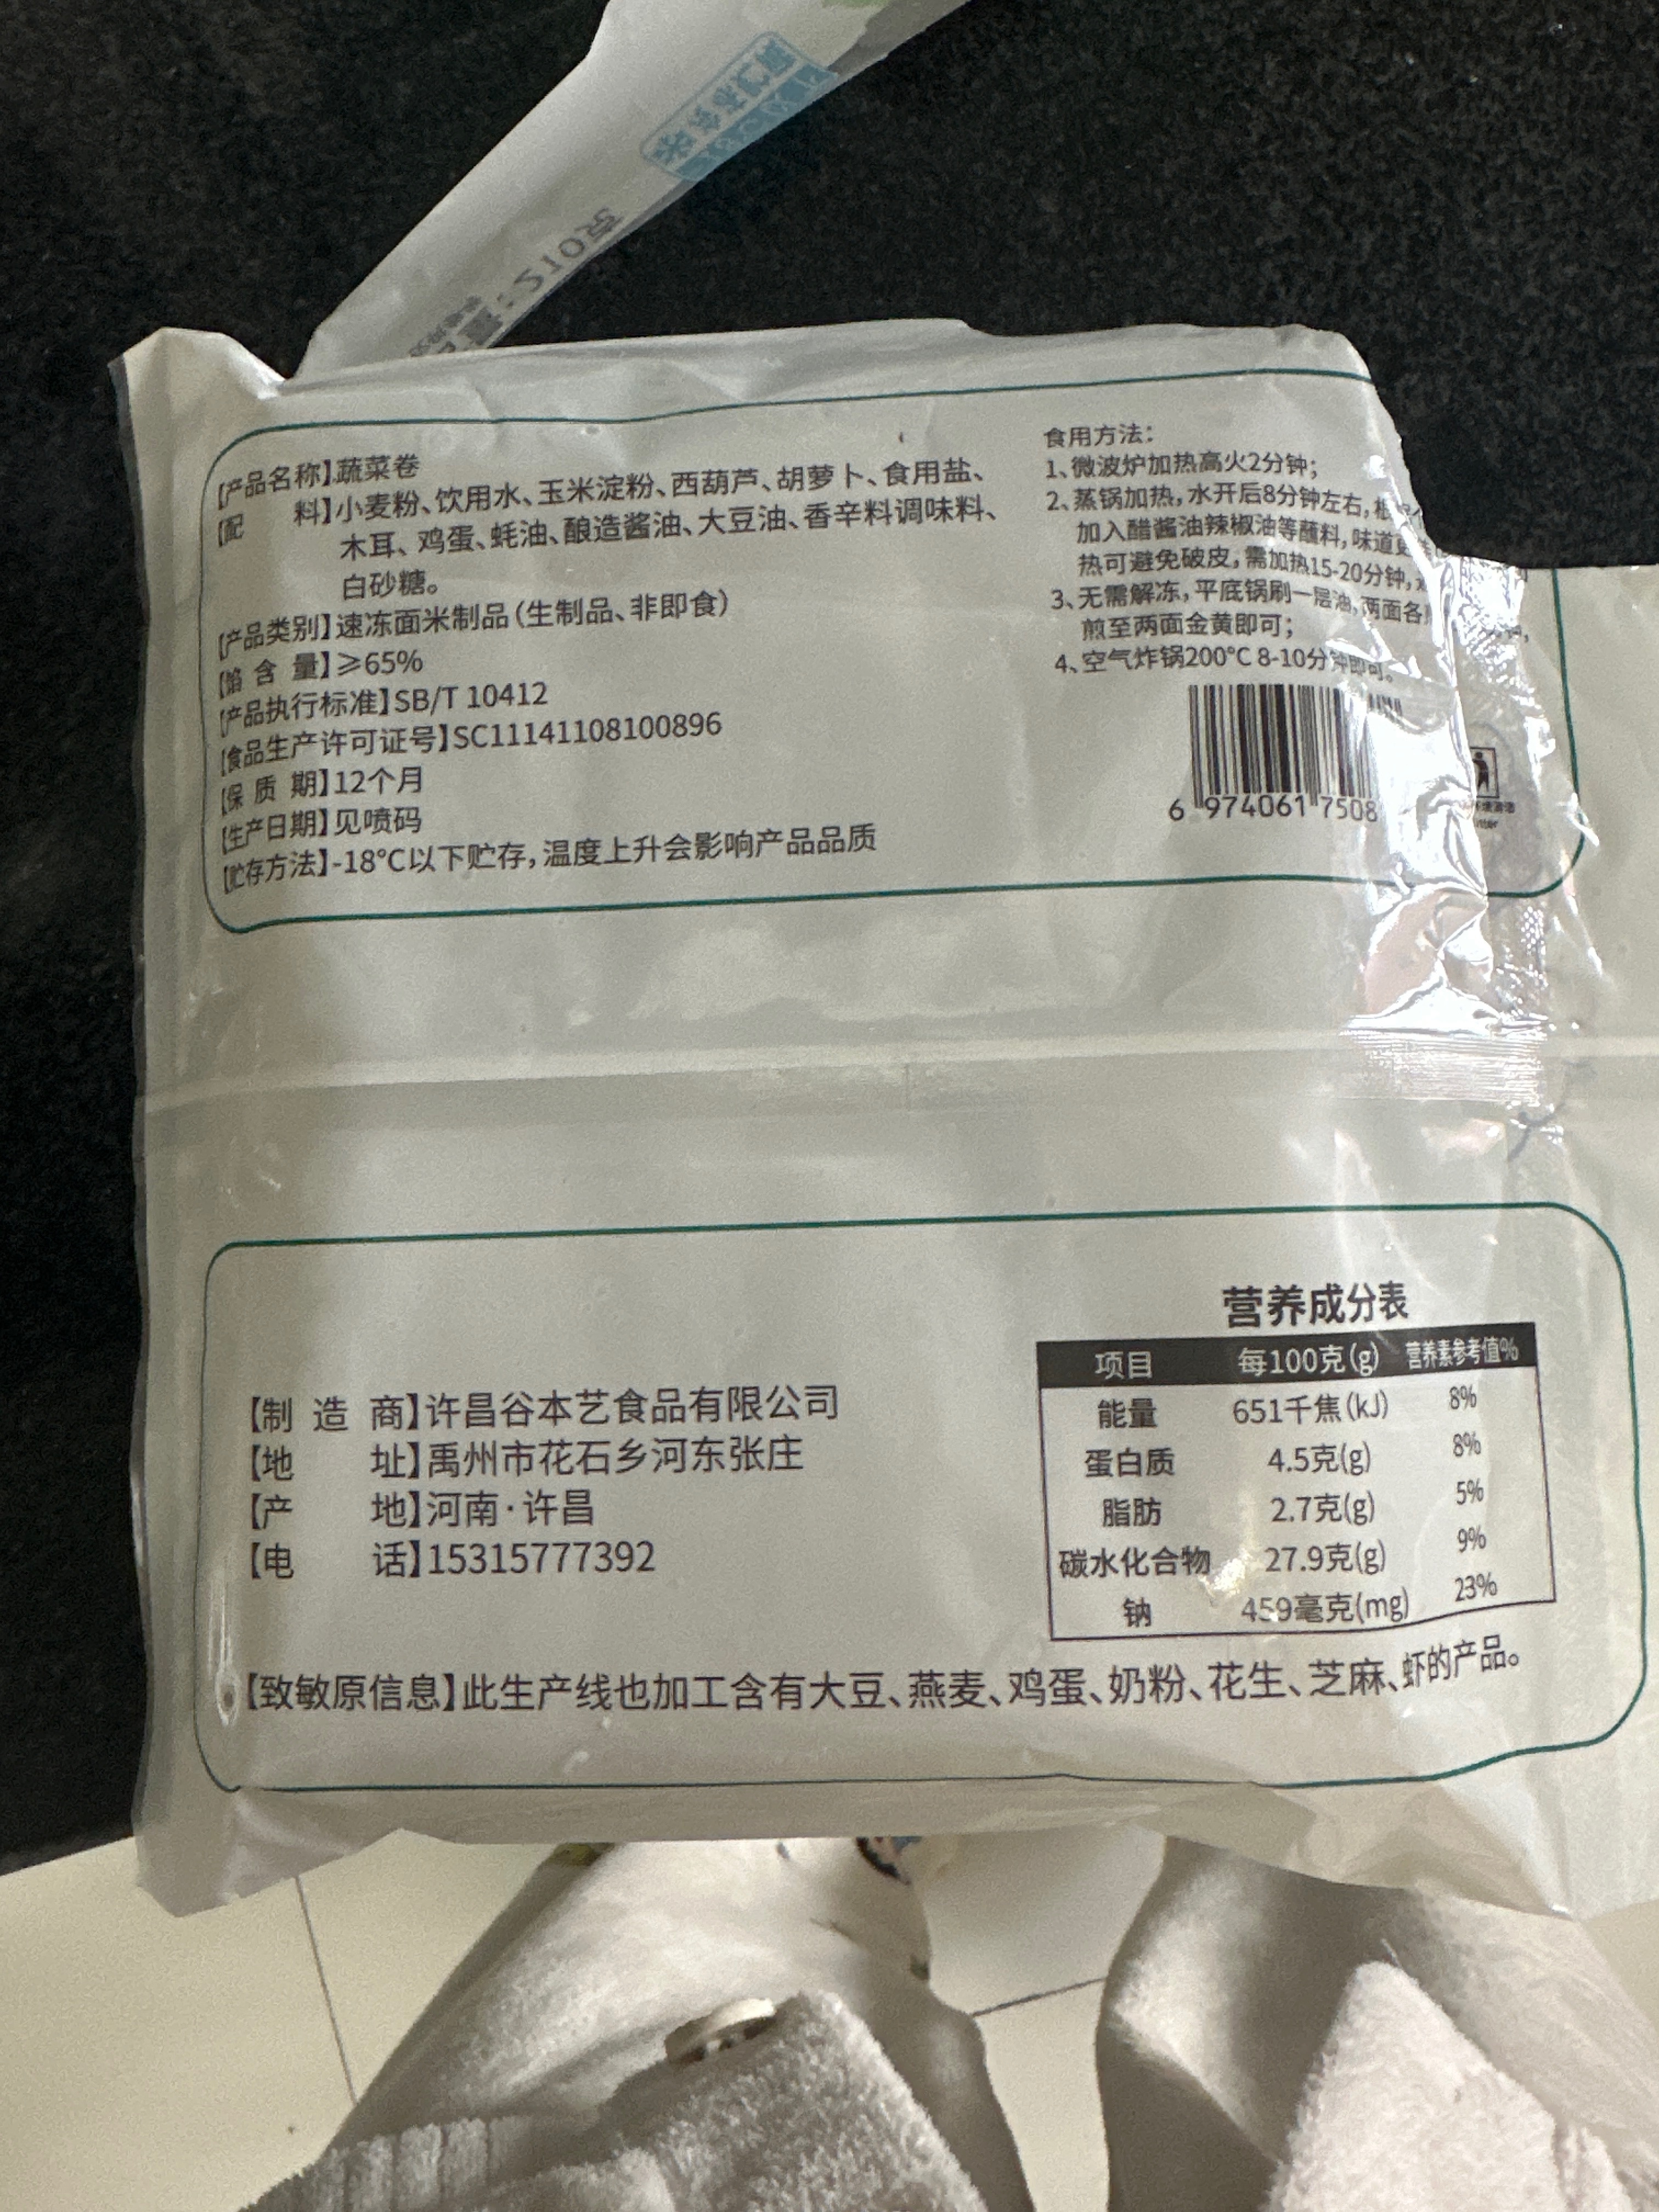 210克
【产品名称】蔬菜卷
【配 料】小麦粉、饮用水、玉米淀粉、西葫芦、胡萝卜、食用盐、
木耳、鸡蛋、蚝油、酿造酱油、大豆油、香辛料调味料、
白砂糖。
【产品类别】速冻面米制品（生制品、非即食）
【馅 含 量】≥65%
【产品执行标准】SB/T 10412
【食品生产许可证号】SC11141108100896
【保 质 期】12个月
【生产日期】见喷码
【贮存方法】-18℃以下贮存，温度上升会影响产品品质
食用方法：
1、微波炉加热高火2分钟；
2、蒸锅加热，水开后8分钟左右，根
加入醋酱油辣椒油等蘸料，味道更
热可避免破皮，需加热15-20分钟，
3、无需解冻，平底锅刷一层油，两面各
煎至两面金黄即可；
4、空气炸锅200℃ 8-10分钟即可。
6 974061 7508
营养成分表
项目 每100克(g) 营养素参考值%
能量 651千焦(kJ) 8%
蛋白质 4.5克(g) 8%
脂肪 2.7克(g) 5%
碳水化合物 27.9克(g) 9%
钠 459毫克(mg) 23%
【制 造 商】许昌谷本艺食品有限公司
【地 址】禹州市花石乡河东张庄
【产 地】河南·许昌
【电 话】15315777392
【致敏原信息】此生产线也加工含有大豆、燕麦、鸡蛋、奶粉、花生、芝麻、虾的产品。